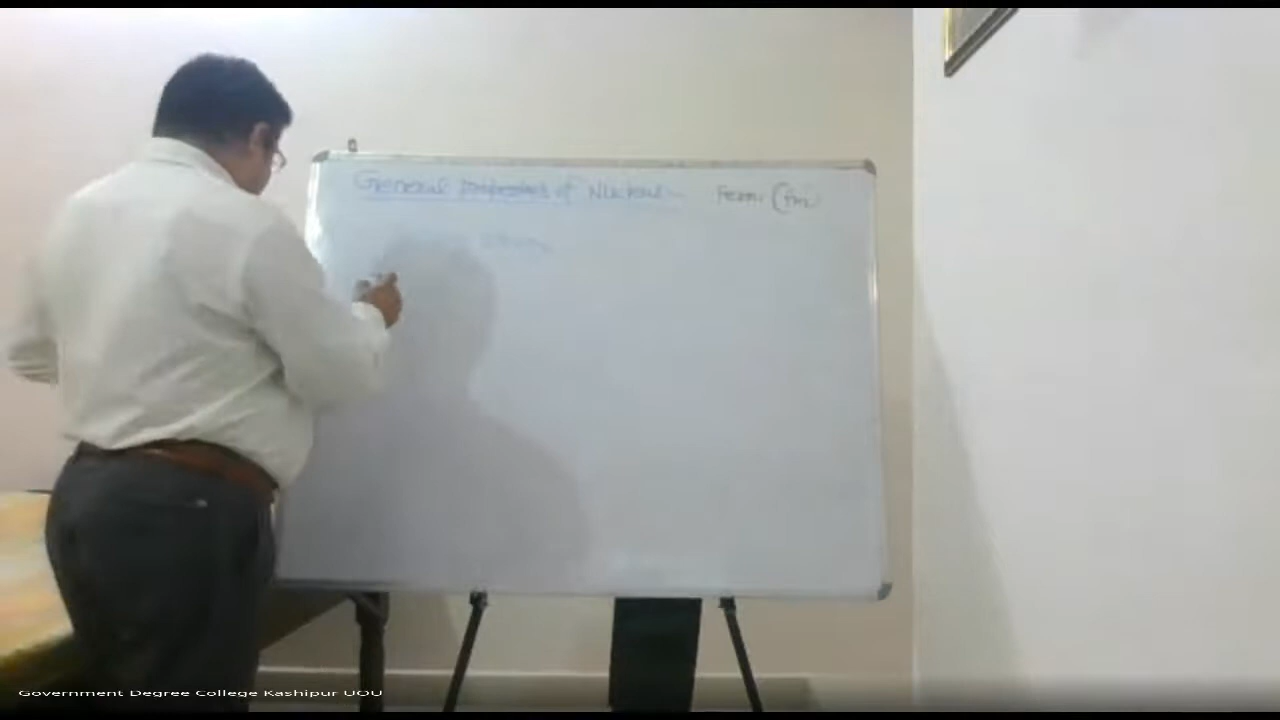 General properties of Nucleus Fermi (fm)
Government Degree College Kashipur UOU